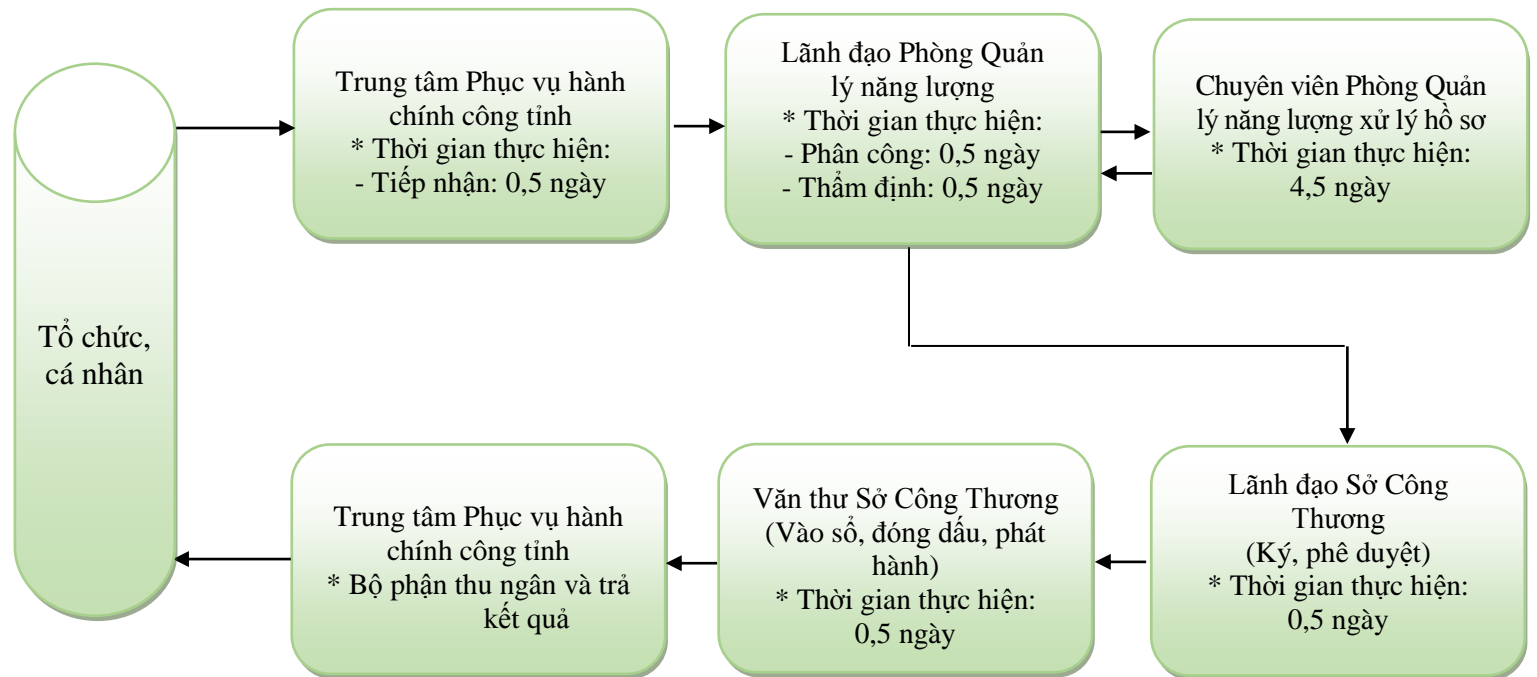 Trung tâm Phục vụ hành
chính công tỉnh
* Thời gian thực hiện:
- Tiếp nhận: 0,5 ngày
Lãnh đạo Phòng Quản
lý năng lượng
* Thời gian thực hiện:
- Phân công: 0,5 ngày
- Thẩm định: 0,5 ngày
Chuyên viên Phòng Quản
lý năng lượng xử lý hồ sơ
* Thời gian thực hiện:
4,5 ngày
Tổ chức,
cá nhân
Trung tâm Phục vụ hành
chính công tỉnh
* Bộ phận thu ngân và trả
kết quả
Văn thư Sở Công Thương
(Vào sổ, đóng dấu, phát
hành)
* Thời gian thực hiện:
0,5 ngày
Lãnh đạo Sở Công
Thương
(Ký, phê duyệt)
* Thời gian thực hiện:
0,5 ngày